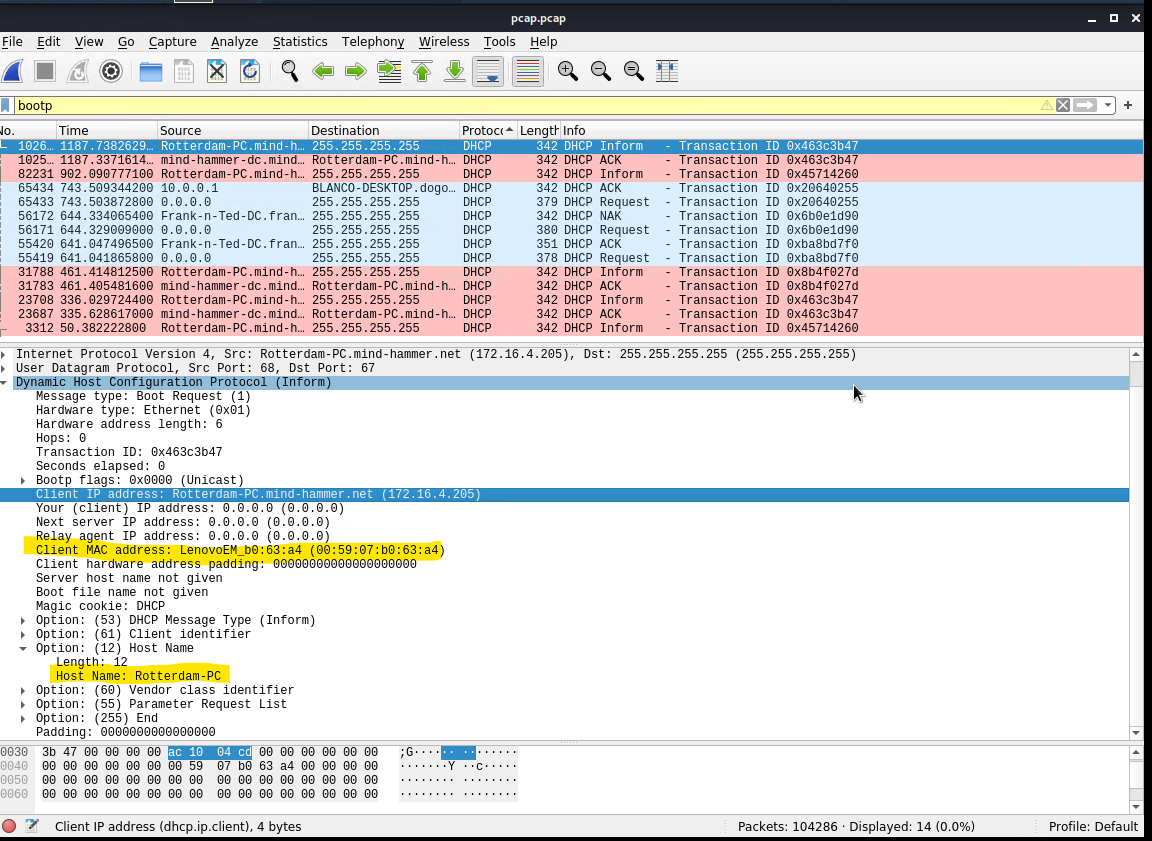 pcap.pcap
File Edit View Go Capture Analyze Statistics Telephony Wireless Tools Help
bootp
No. Time Source Destination Protocol Length Info
1026… 1187.7382629… Rotterdam-PC.mind-h… 255.255.255.255 DHCP 342 DHCP Inform - Transaction ID 0x463c3b47
1025… 1187.3371614… mind-hammer-dc.mind… Rotterdam-PC.mind-h… DHCP 342 DHCP ACK - Transaction ID 0x463c3b47
82231 902.090777100 Rotterdam-PC.mind-h… 255.255.255.255 DHCP 342 DHCP Inform - Transaction ID 0x45714260
65434 743.509344200 10.0.0.1 BLANCO-DESKTOP.dogo… DHCP 342 DHCP ACK - Transaction ID 0x20640255
65433 743.503872800 0.0.0.0 255.255.255.255 DHCP 379 DHCP Request - Transaction ID 0x20640255
56172 644.334065400 Frank-n-Ted-DC.fran… 255.255.255.255 DHCP 342 DHCP NAK - Transaction ID 0x6b0e1d90
56171 644.329009000 0.0.0.0 255.255.255.255 DHCP 380 DHCP Request - Transaction ID 0x6b0e1d90
55420 641.047496500 Frank-n-Ted-DC.fran… 255.255.255.255 DHCP 351 DHCP ACK - Transaction ID 0xba8bd7f0
55419 641.041865800 0.0.0.0 255.255.255.255 DHCP 378 DHCP Request - Transaction ID 0xba8bd7f0
31788 461.414812500 Rotterdam-PC.mind-h… 255.255.255.255 DHCP 342 DHCP Inform - Transaction ID 0x8b4f027d
31783 461.405481600 mind-hammer-dc.mind… Rotterdam-PC.mind-h… DHCP 342 DHCP ACK - Transaction ID 0x8b4f027d
23708 336.029724400 Rotterdam-PC.mind-h… 255.255.255.255 DHCP 342 DHCP Inform - Transaction ID 0x463c3b47
23687 335.628617000 mind-hammer-dc.mind… Rotterdam-PC.mind-h… DHCP 342 DHCP ACK - Transaction ID 0x463c3b47
3312 50.382222800 Rotterdam-PC.mind-h… 255.255.255.255 DHCP 342 DHCP Inform - Transaction ID 0x45714260
Internet Protocol Version 4, Src: Rotterdam-PC.mind-hammer.net (172.16.4.205), Dst: 255.255.255.255 (255.255.255.255)
User Datagram Protocol, Src Port: 68, Dst Port: 67
Dynamic Host Configuration Protocol (Inform)
Message type: Boot Request (1)
Hardware type: Ethernet (0x01)
Hardware address length: 6
Hops: 0
Transaction ID: 0x463c3b47
Seconds elapsed: 0
Bootp flags: 0x0000 (Unicast)
Client IP address: Rotterdam-PC.mind-hammer.net (172.16.4.205)
Your (client) IP address: 0.0.0.0 (0.0.0.0)
Next server IP address: 0.0.0.0 (0.0.0.0)
Relay agent IP address: 0.0.0.0 (0.0.0.0)
Client MAC address: LenovoEM_b0:63:a4 (00:59:07:b0:63:a4)
Client hardware address padding: 00000000000000000000
Server host name not given
Boot file name not given
Magic cookie: DHCP
Option: (53) DHCP Message Type (Inform)
Option: (61) Client identifier
Option: (12) Host Name
Length: 12
Host Name: Rotterdam-PC
Option: (60) Vendor class identifier
Option: (55) Parameter Request List
Option: (255) End
Padding: 0000000000000000
0030 3b 47 00 00 00 00 ac 10 04 cd 00 00 00 00 00 00 ;G···· ·· ·· ······
0040 00 00 00 00 00 00 59 07 b0 63 a4 00 00 00 00 00 ·······Y ··c·····
0050 00 00 00 00 00 00 00 00 00 00 00 00 00 00 00 00 ········ ········
0060 00 00 00 00 00 00 00 00 00 00 00 00 00 00 00 00 ········ ········
Client IP address (dhcp.ip.client), 4 bytes Packets: 104286 · Displayed: 14 (0.0%) Profile: Default